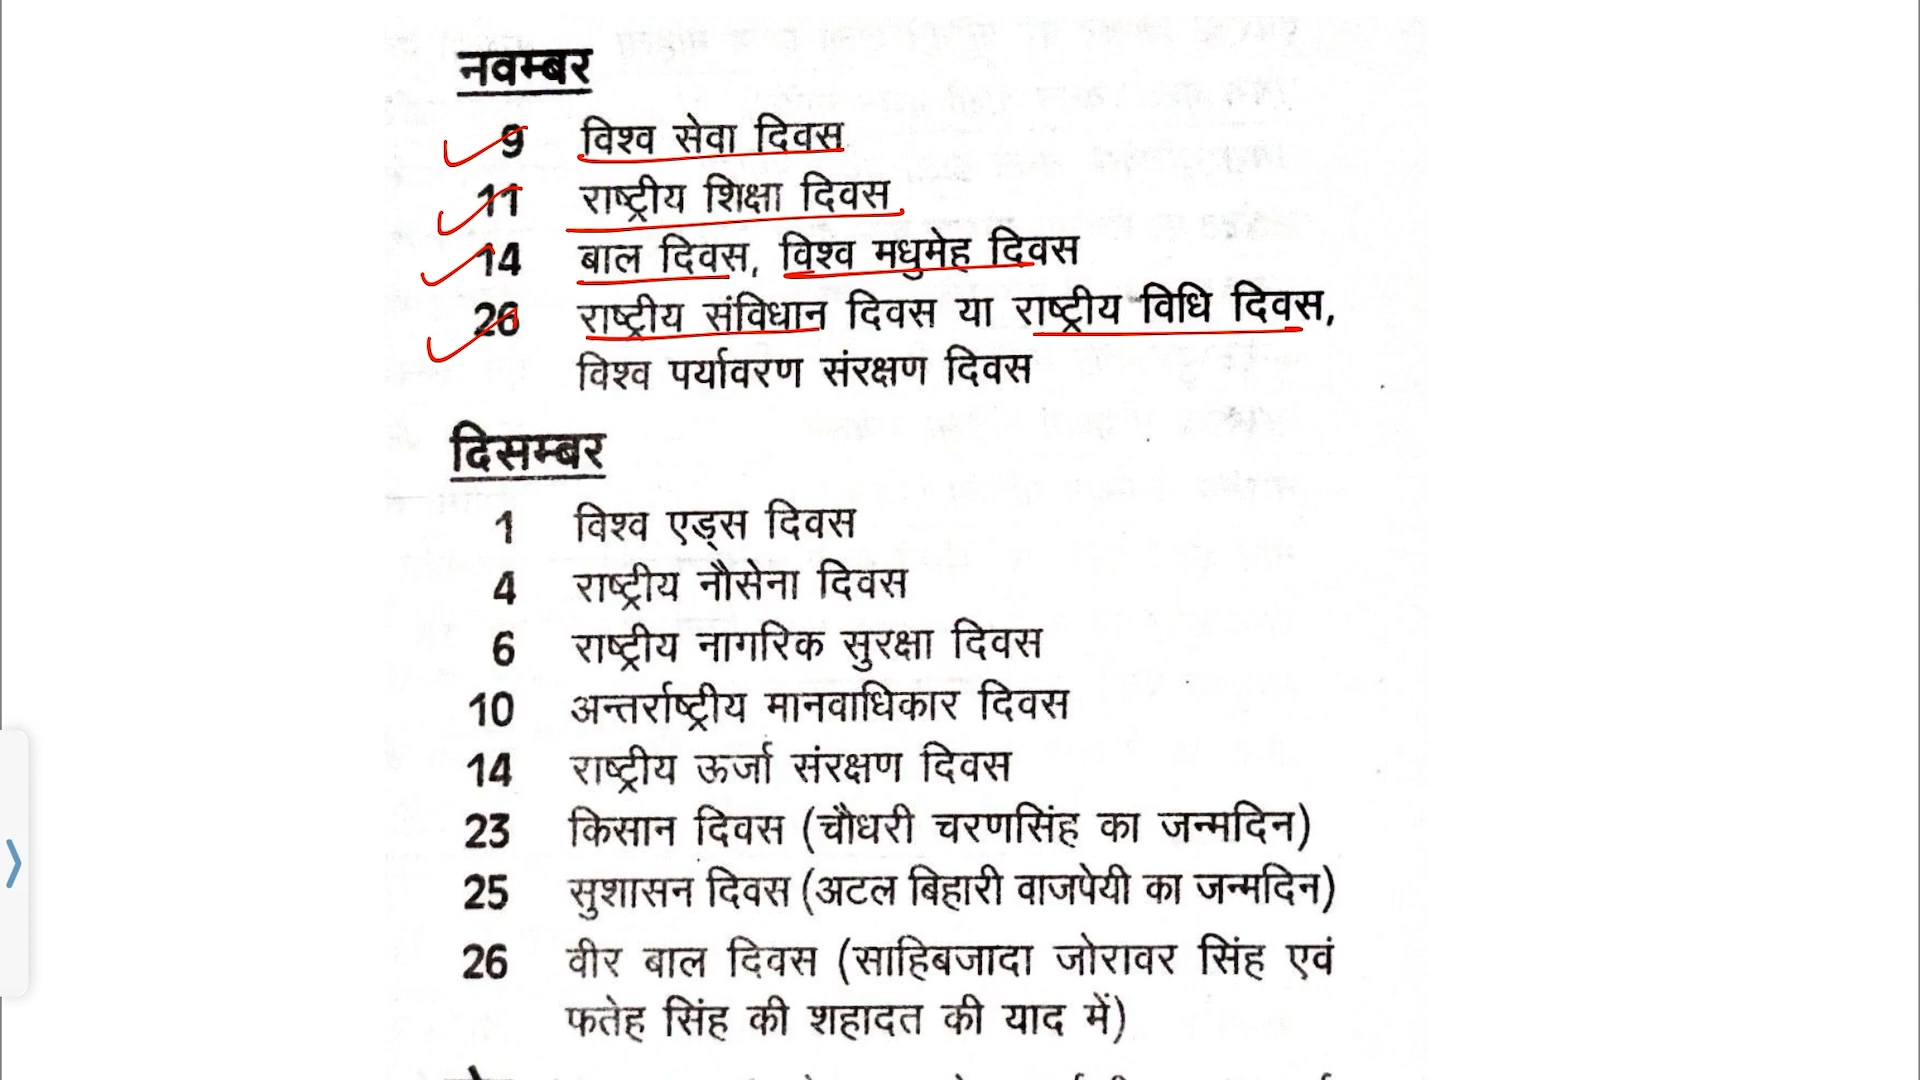 नवम्बर
9 विश्व सेवा दिवस
11 राष्ट्रीय शिक्षा दिवस
14 बाल दिवस, विश्व मधुमेह दिवस
26 राष्ट्रीय संविधान दिवस या राष्ट्रीय विधि दिवस,
विश्व पर्यावरण संरक्षण दिवस
दिसम्बर
1 विश्व एड्स दिवस
4 राष्ट्रीय नौसेना दिवस
6 राष्ट्रीय नागरिक सुरक्षा दिवस
10 अन्तर्राष्ट्रीय मानवाधिकार दिवस
14 राष्ट्रीय ऊर्जा संरक्षण दिवस
23 किसान दिवस (चौधरी चरणसिंह का जन्मदिन)
25 सुशासन दिवस (अटल बिहारी वाजपेयी का जन्मदिन)
26 वीर बाल दिवस (साहिबजादा जोरावर सिंह एवं
फतेह सिंह की शहादत की याद में)